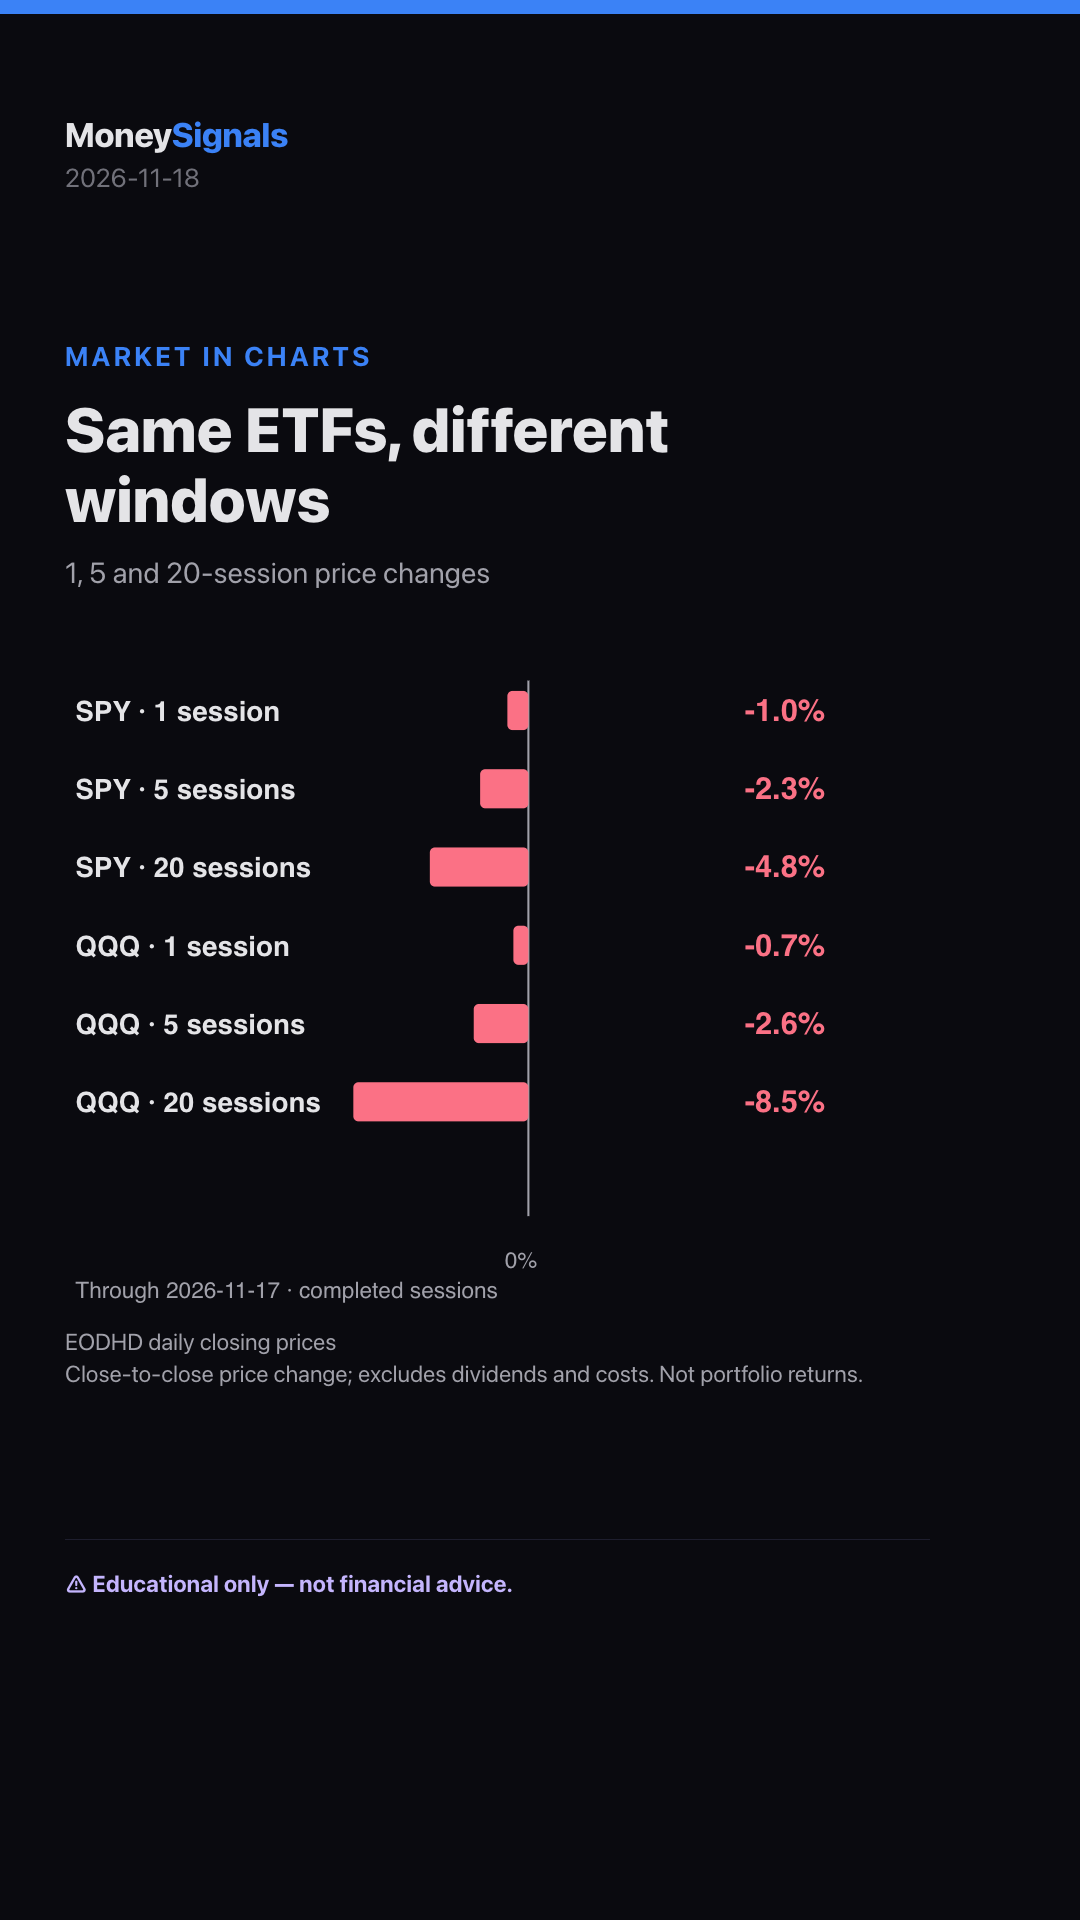 MoneySignals
2026-11-18
MARKET IN CHARTS
Same ETFs, different
windows
1, 5 and 20-session price changes
SPY · 1 session -1.0%
SPY · 5 sessions -2.3%
SPY · 20 sessions -4.8%
QQQ · 1 session -0.7%
QQQ · 5 sessions -2.6%
QQQ · 20 sessions -8.5%
0%
Through 2026-11-17 · completed sessions
EODHD daily closing prices
Close-to-close price change; excludes dividends and costs. Not portfolio returns.
⚠ Educational only — not financial advice.